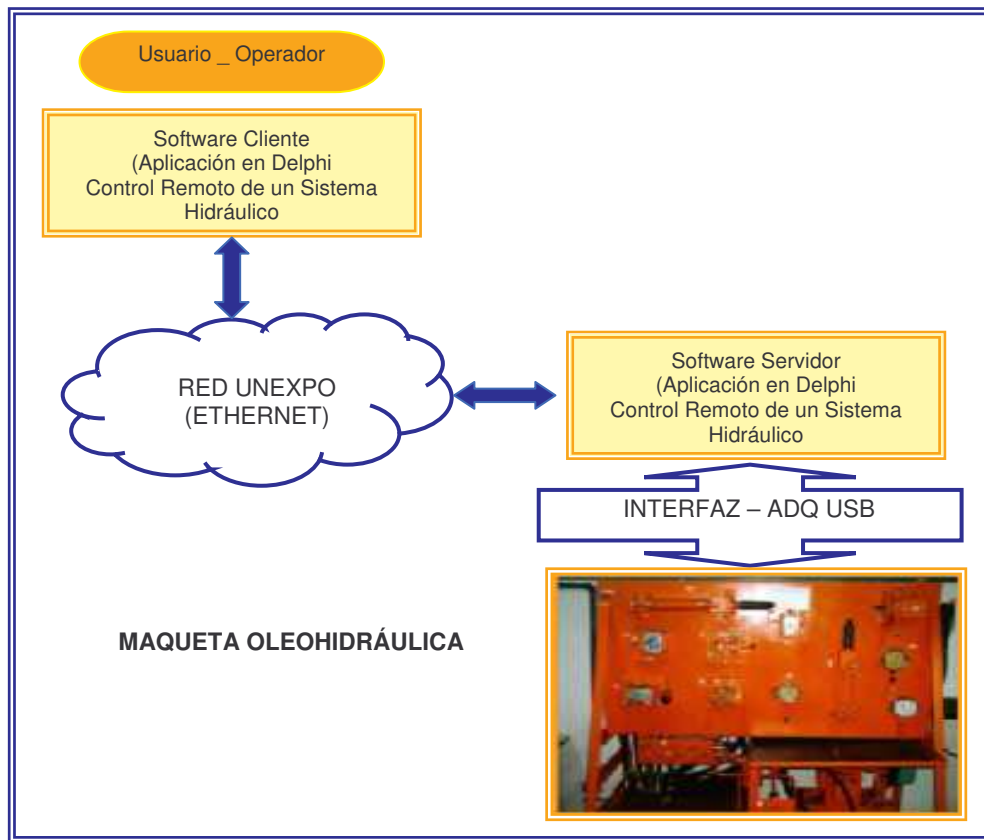 Usuario _ Operador
Software Cliente
(Aplicación en Delphi
Control Remoto de un Sistema
Hidráulico
RED UNEXPO
(ETHERNET)
Software Servidor
(Aplicación en Delphi
Control Remoto de un Sistema
Hidráulico
INTERFAZ – ADQ USB
MAQUETA OLEOHIDRÁULICA